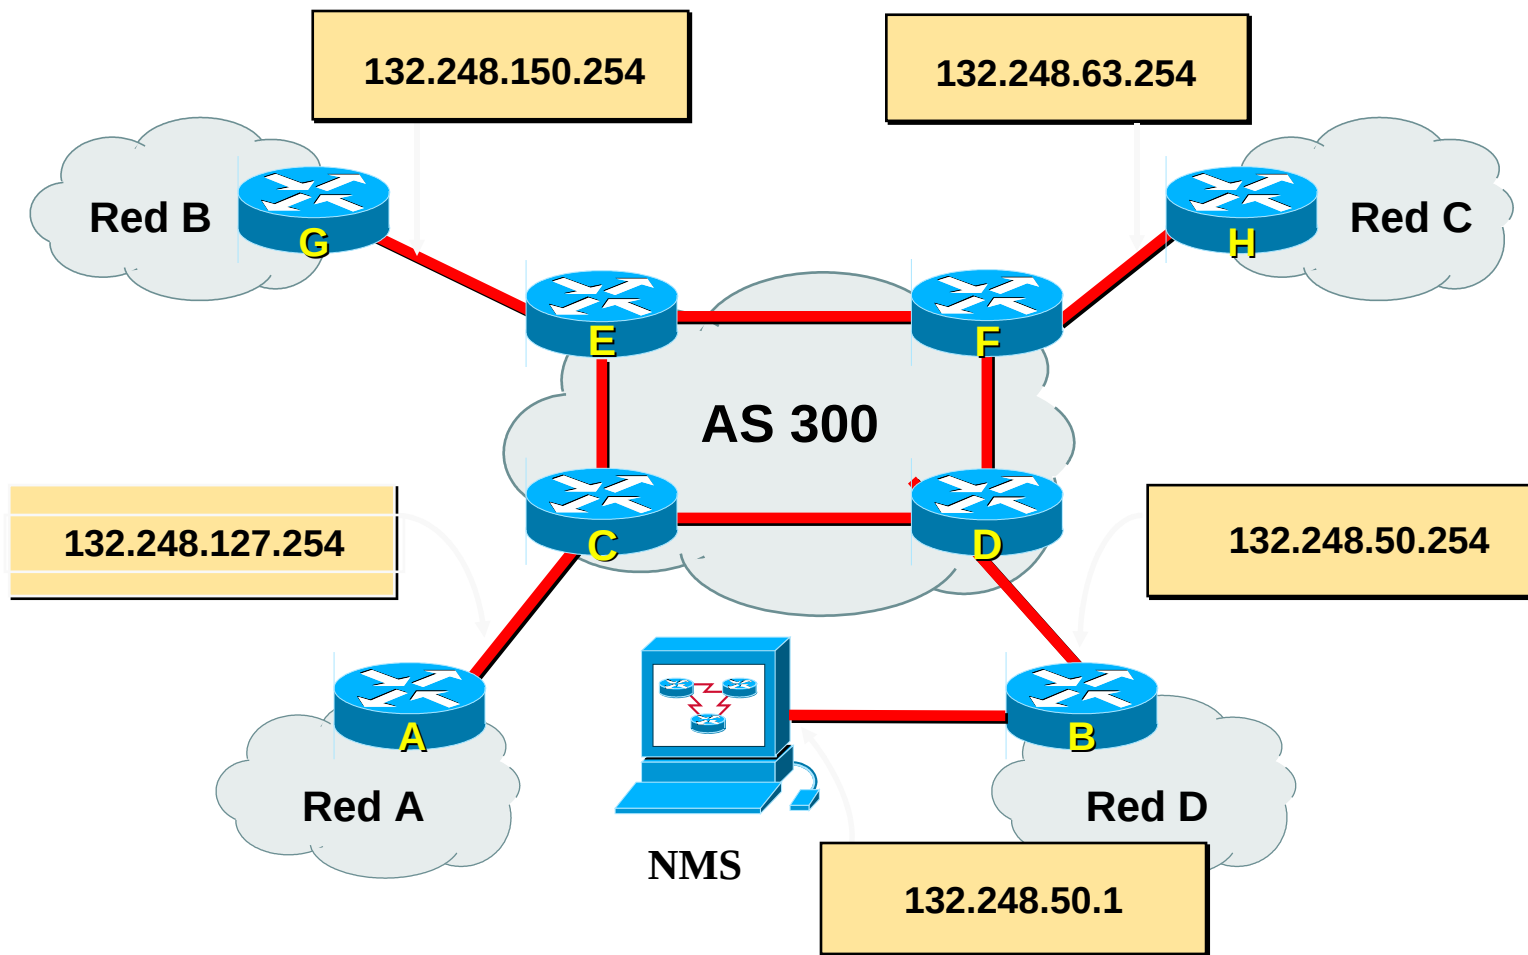 132.248.150.254
132.248.63.254
Red B
G
H
Red C
E
F
AS 300
132.248.127.254
C
D
132.248.50.254
A
B
Red A
Red D
NMS
132.248.50.1